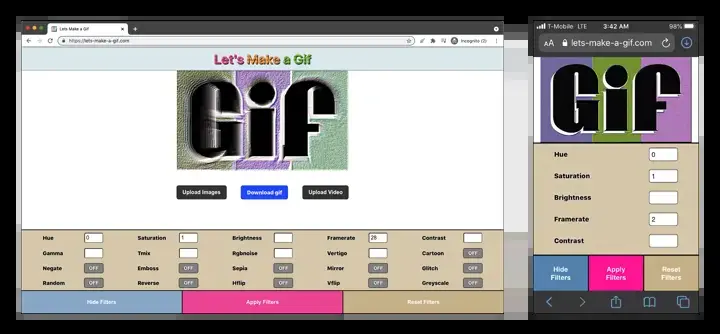 Lets Make a Gif
https://lets-make-a-gif.com
Incognito (2)
Let's Make a Gif
Gif
Upload Images
Download gif
Upload Video
Hue 0 Saturation 1 Brightness Framerate 28 Contrast
Gamma Tmix Rgbnoise Vertigo Cartoon OFF
Negate OFF Emboss OFF Sepia OFF Mirror OFF Glitch OFF
Random OFF Reverse OFF Hflip OFF Vflip OFF Greyscale OFF
Hide Filters
Apply Filters
Reset Filters
T-Mobile LTE 3:42 AM 98%
AA lets-make-a-gif.com
Gif
Hue 0
Saturation 1
Brightness
Framerate 2
Contrast
Hide Filters
Apply Filters
Reset Filters